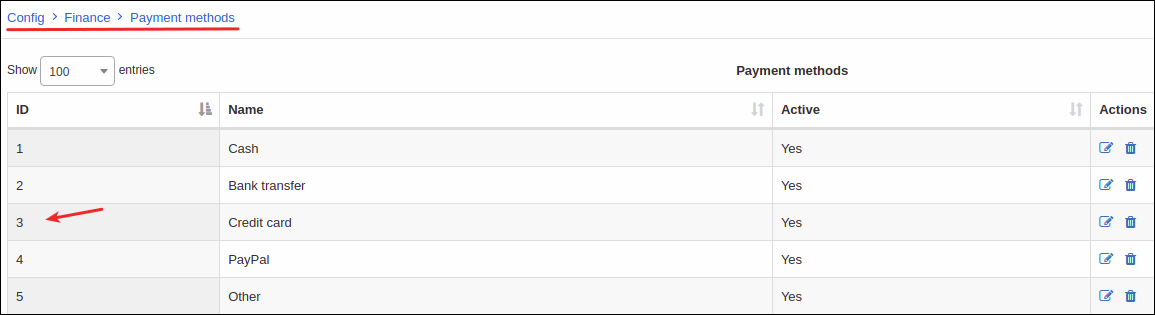 Config > Finance > Payment methods
Show 100 entries
Payment methods
ID Name Active Actions
1 Cash Yes
2 Bank transfer Yes
3 Credit card Yes
4 PayPal Yes
5 Other Yes